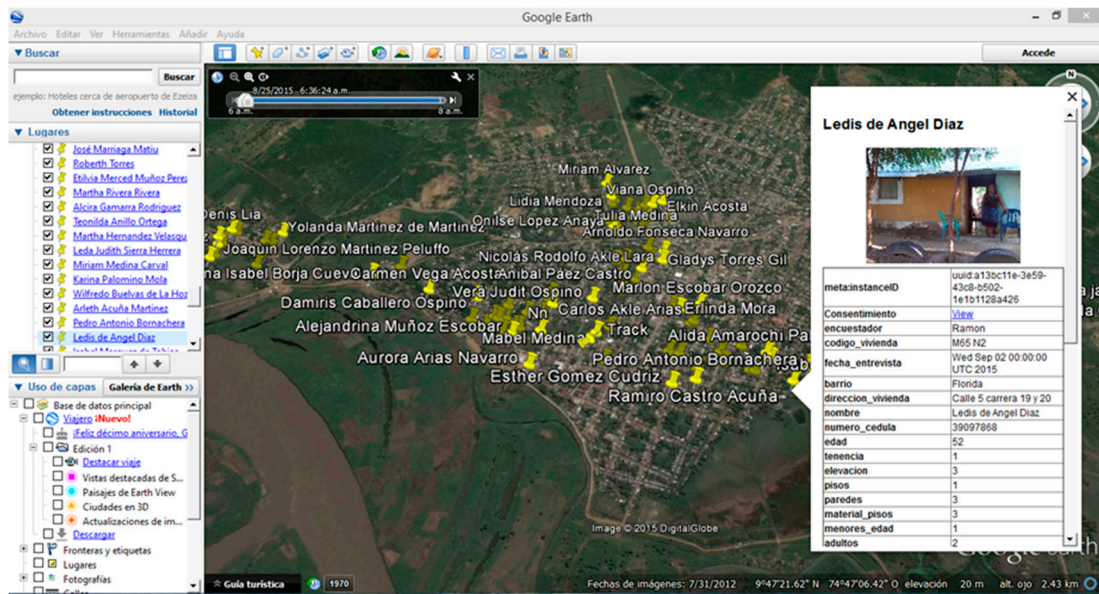 Google Earth
Archivo Editar Ver Herramientas Añadir Ayuda
▼ Buscar
Buscar
ejemplo: Hoteles cerca de aeropuerto de Ezeiza
Obtener instrucciones Historial
▼ Lugares
José Marriaga Matiu
Roberth Torres
Etilvia Merced Muñoz Perez
Martha Rivera Rivera
Alcira Gamarra Rodriguez
Teonilda Anillo Ortega
Martha Hernandez Velasqu
Leda Judith Sierra Herrera
Miriam Medina Carval
Karina Palomino Mola
Wilfredo Buelvas de La Hoz
Arleth Acuña Martinez
Pedro Antonio Bornachera
Ledis de Angel Diaz
▼ Uso de capas Galería de Earth >>
Base de datos principal
Viajero ¡Nuevo!
¡Feliz décimo aniversario, G
Edición 1
Destacar viaje
Vistas destacadas de S...
Paisajes de Earth View
Ciudades en 3D
Actualizaciones de im...
Descargar
Fronteras y etiquetas
Lugares
Fotografías
Accede
8/25/2015 6:36:24 a.m.
6 a.m. 8 a.m.
N
Miriam Alvarez
Viana Ospino
Lidia Mendoza
Elkin Acosta
Denis Lia
Onilse Lopez Anaya
Tulia Medina
Yolanda Martinez de Martinez
Arnoldo Fonseca Navarro
Joaquin Lorenzo Martinez Peluffo
Nicolás Rodolfo Akle Lara
Gladys Torres Gil
na Isabel Borja Cuevo
Carmen Vega Acosta
Anibal Páez Castro
Vera Judit Ospino
Marlon Escobar Orozco
Damiris Caballero Ospino
Nn
Carlos Akle Arias
Erlinda Mora
Alejandrina Muñoz Escobar
Mabel Medina
Track
Alida Amarochi Pa
Aurora Arias Navarro
Pedro Antonio Bornachera
Esther Gomez Cudriz
Ramiro Castro Acuña
Ledis de Angel Diaz
meta:instanceID uuid:a13bc11e-3e59-
43c8-b502-
1e1b1128a426
Consentimiento View
encuestador Ramon
codigo_vivienda M65 N2
fecha_entrevista Wed Sep 02 00:00:00
UTC 2015
barrio Florida
direccion_vivienda Calle 5 carrera 19 y 20
nombre Ledis de Angel Diaz
numero_cedula 39097868
edad 52
tenencia 1
elevacion 3
pisos 1
paredes 3
material_pisos 3
menores_edad 1
adultos 2
Image © 2015 DigitalGlobe
Google earth
Guía turística 1970
Fechas de imágenes: 7/31/2012 9°47'21.62" N 74°47'06.42" O elevación 20 m alt. ojo 2.43 km